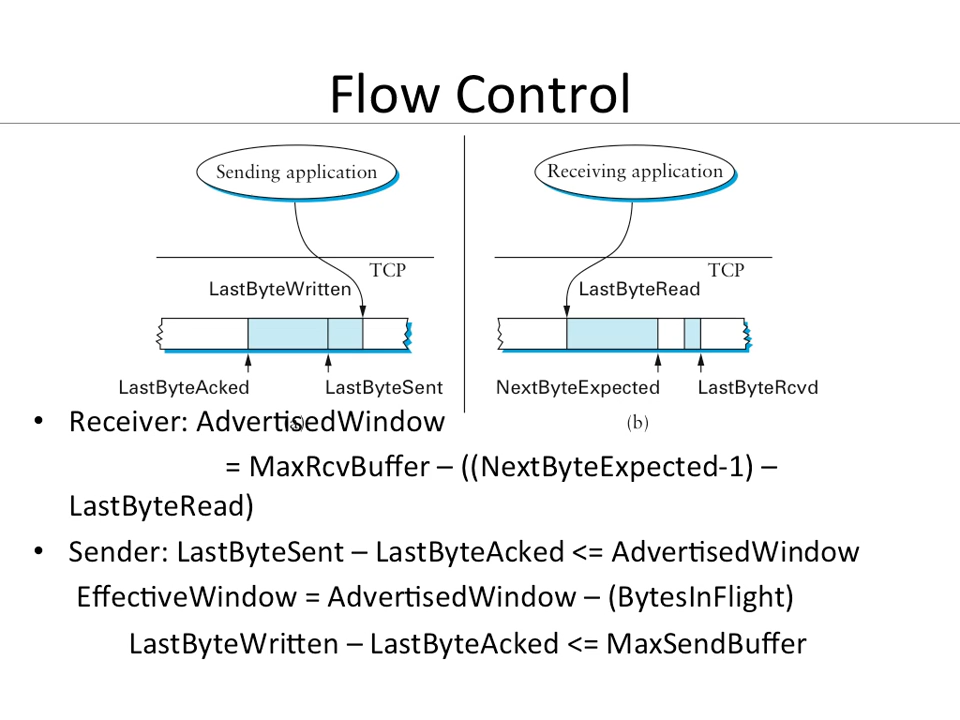 Flow Control
Sending application
Receiving application
TCP
TCP
LastByteWritten
LastByteRead
LastByteAcked
LastByteSent
NextByteExpected
LastByteRcvd
(a)
(b)
• Receiver: AdvertisedWindow
= MaxRcvBuffer – ((NextByteExpected-1) –
LastByteRead)
• Sender: LastByteSent – LastByteAcked <= AdvertisedWindow
EffectiveWindow = AdvertisedWindow – (BytesInFlight)
LastByteWritten – LastByteAcked <= MaxSendBuffer